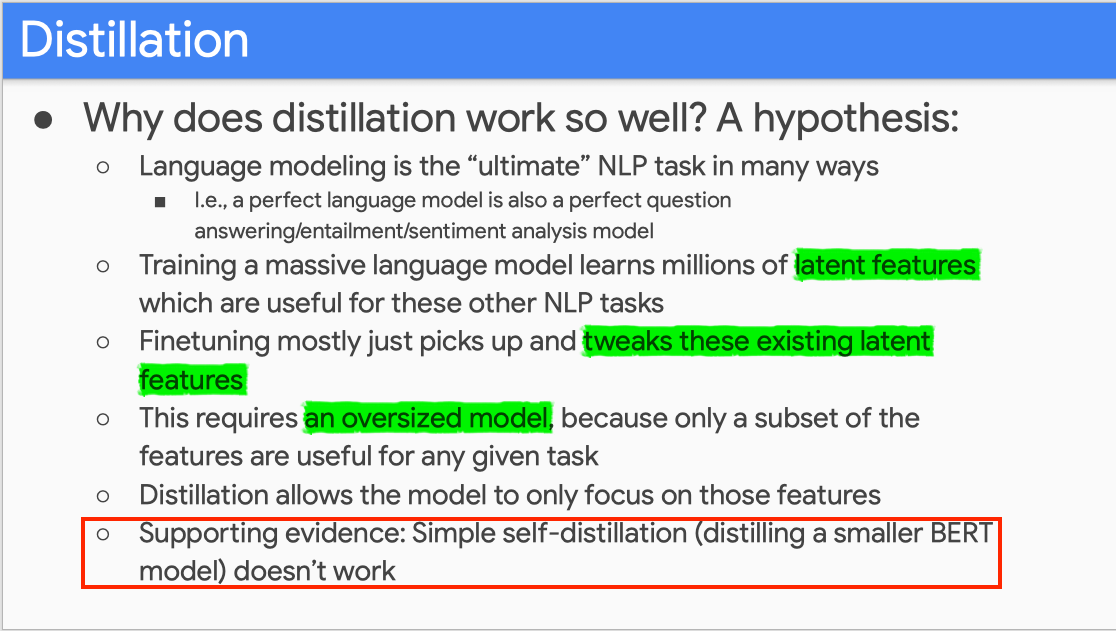 Distillation
● Why does distillation work so well? A hypothesis:
○ Language modeling is the “ultimate” NLP task in many ways
■ I.e., a perfect language model is also a perfect question
answering/entailment/sentiment analysis model
○ Training a massive language model learns millions of latent features
which are useful for these other NLP tasks
○ Finetuning mostly just picks up and tweaks these existing latent
features
○ This requires an oversized model, because only a subset of the
features are useful for any given task
○ Distillation allows the model to only focus on those features
○ Supporting evidence: Simple self-distillation (distilling a smaller BERT
model) doesn’t work